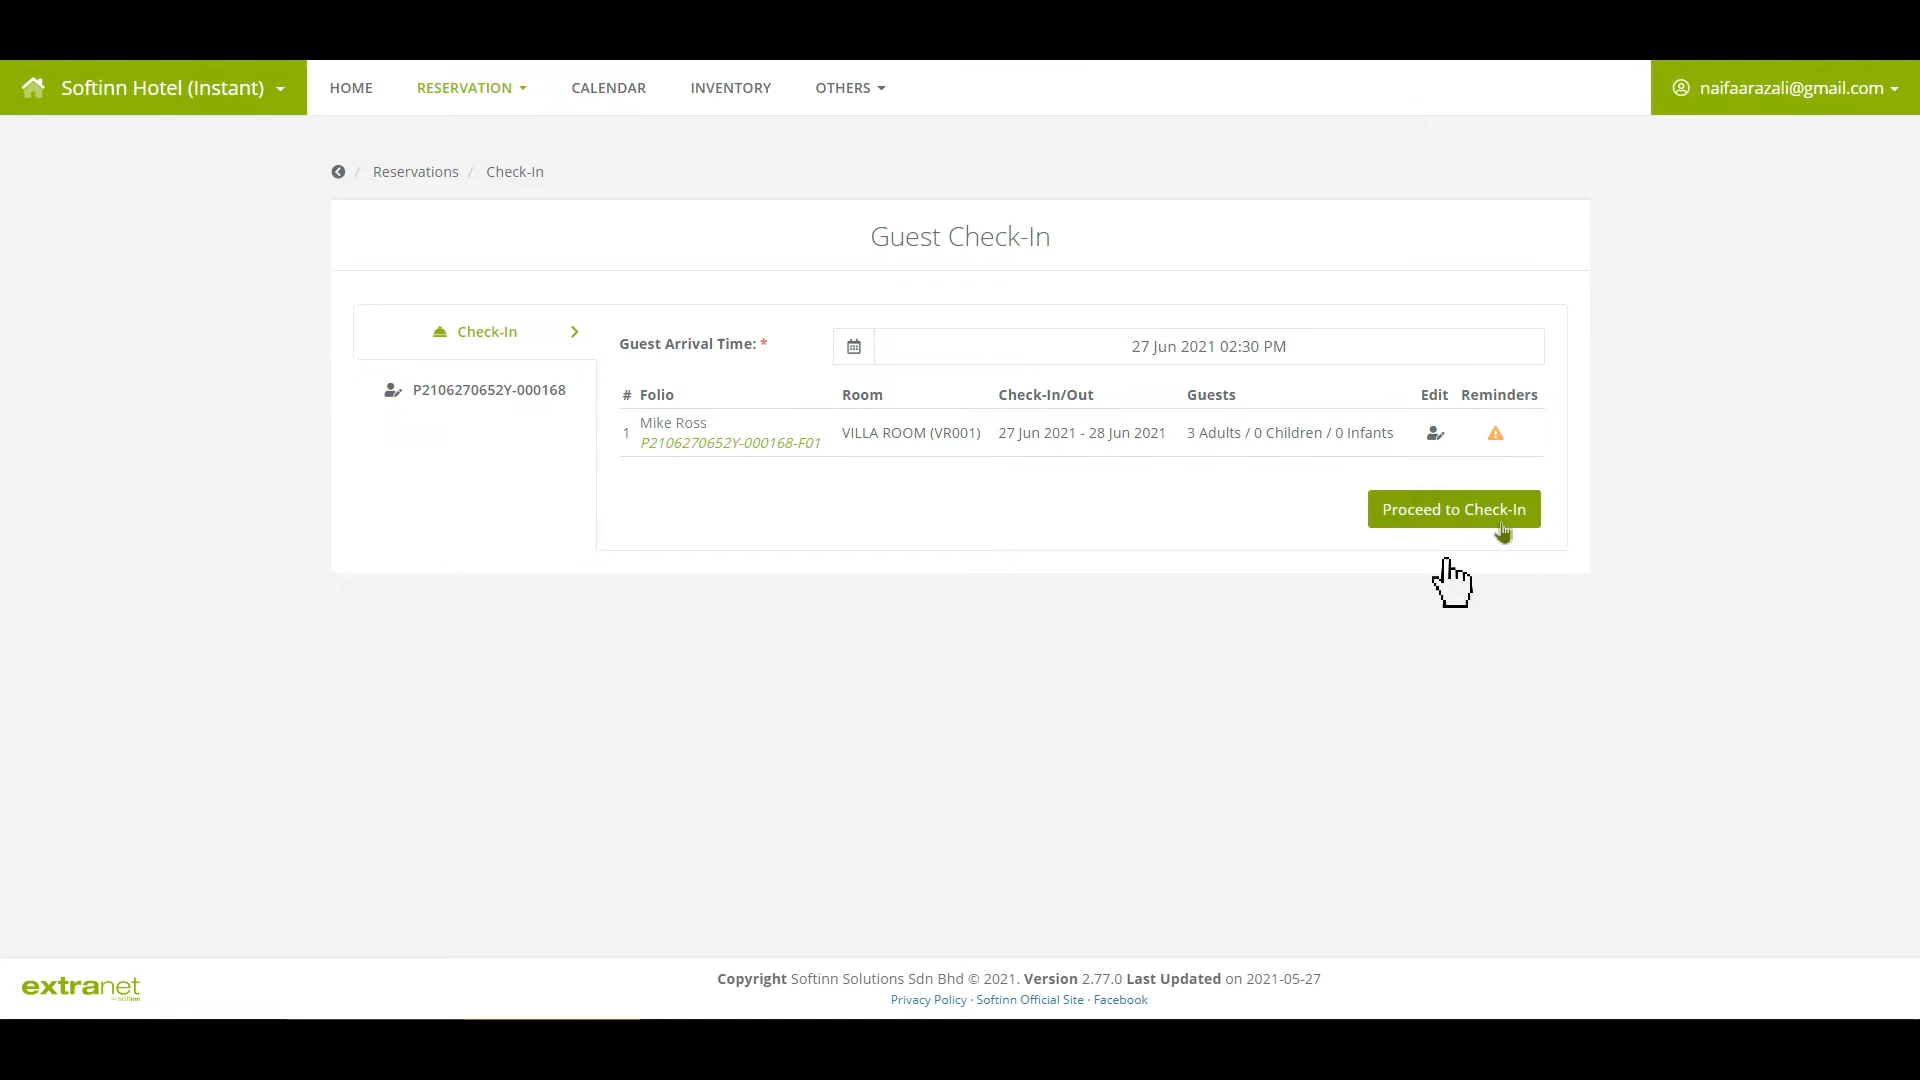 Softinn Hotel (Instant)
HOME RESERVATION CALENDAR INVENTORY OTHERS
naifaarazali@gmail.com
/ Reservations / Check-In
Guest Check-In
Check-In
P2106270652Y-000168
Guest Arrival Time: *
27 Jun 2021 02:30 PM
# Folio Room Check-In/Out Guests Edit Reminders
1 Mike Ross P2106270652Y-000168-F01 VILLA ROOM (VR001) 27 Jun 2021 - 28 Jun 2021 3 Adults / 0 Children / 0 Infants
Proceed to Check-In
extranet
by softinn
Copyright Softinn Solutions Sdn Bhd © 2021. Version 2.77.0 Last Updated on 2021-05-27
Privacy Policy · Softinn Official Site · Facebook